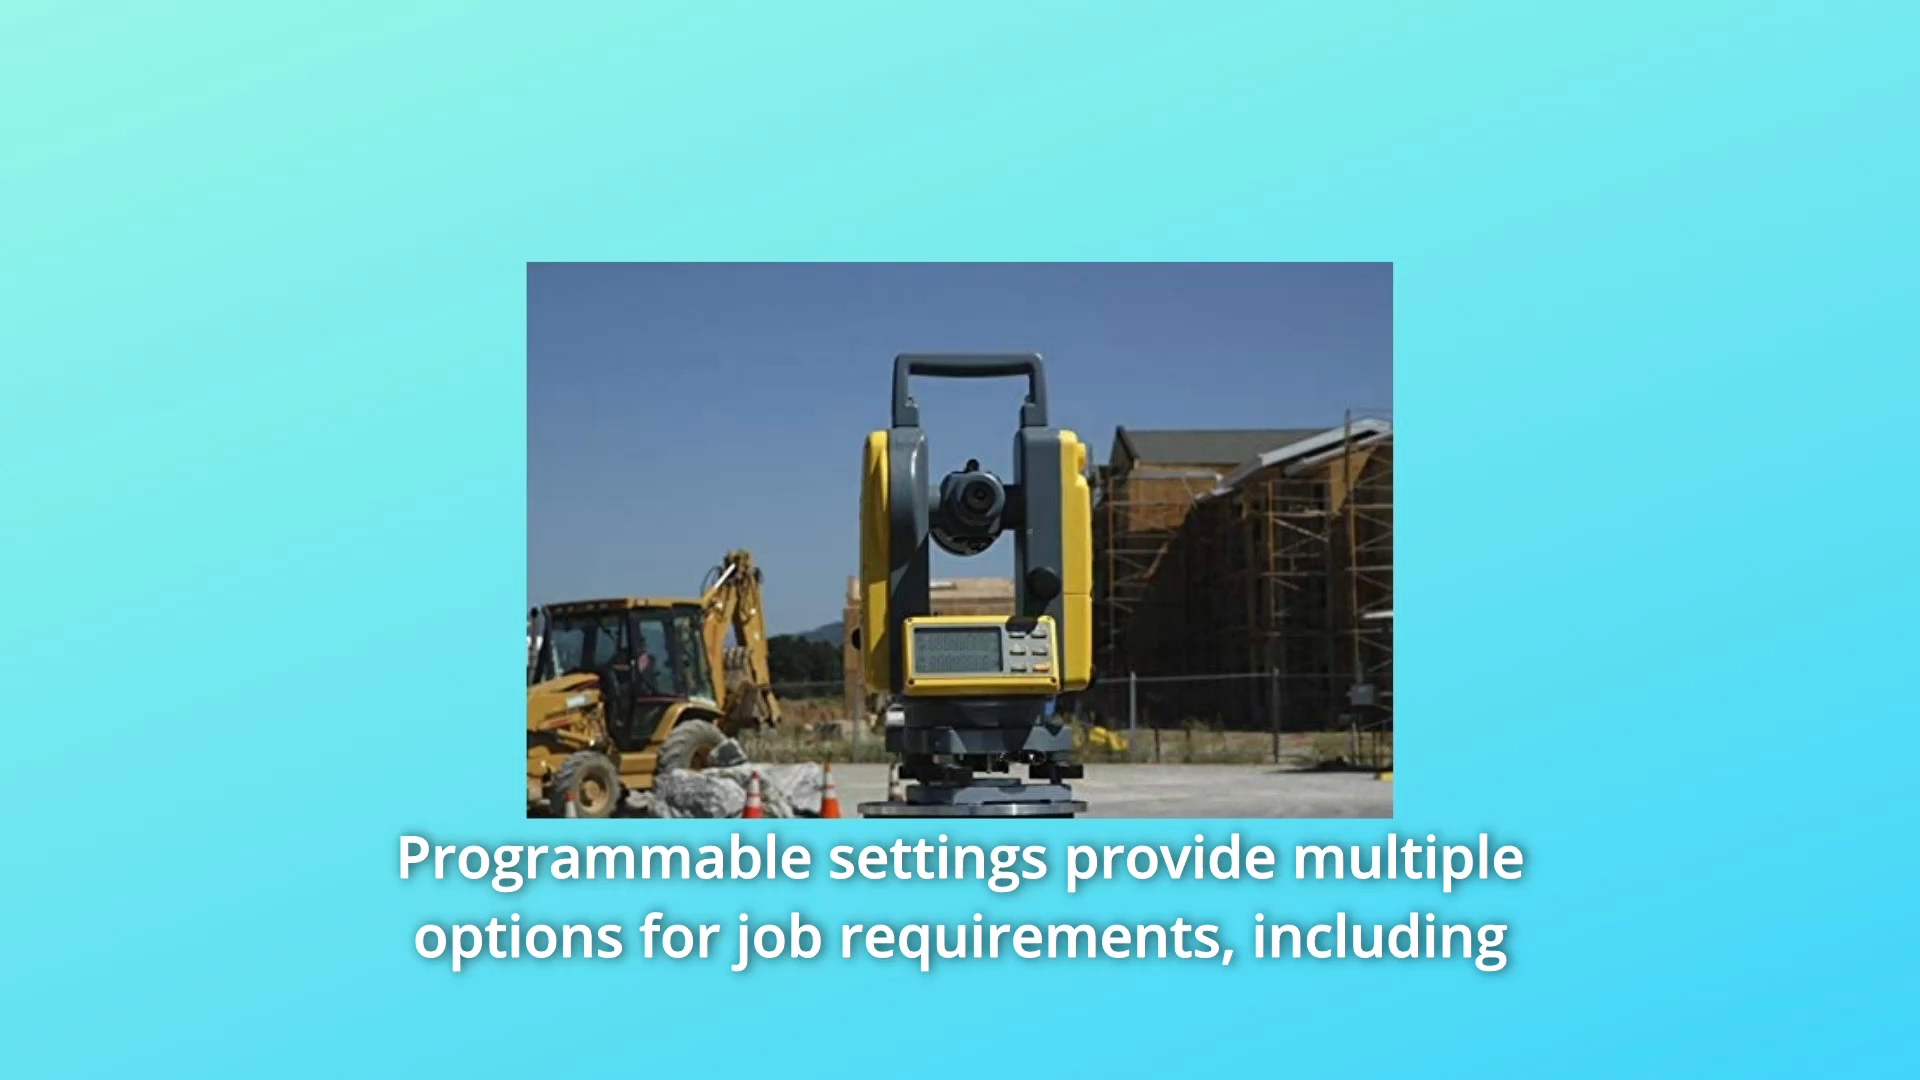 Programmable settings provide multiple
options for job requirements, including